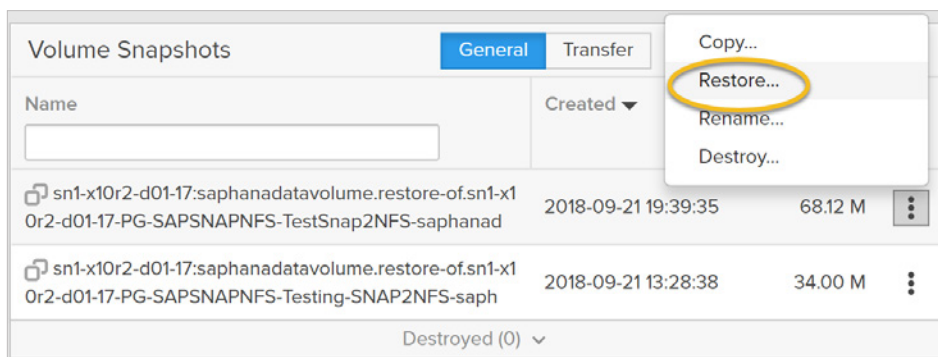 Volume Snapshots
General
Transfer
Copy...
Restore...
Rename...
Destroy...
Name
Created
sn1-x10r2-d01-17:saphanadatavolume.restore-of.sn1-x1
0r2-d01-17-PG-SAPSNAPNFS-TestSnap2NFS-saphanad
2018-09-21 19:39:35
68.12 M
sn1-x10r2-d01-17:saphanadatavolume.restore-of.sn1-x1
0r2-d01-17-PG-SAPSNAPNFS-Testing-SNAP2NFS-saph
2018-09-21 13:28:38
34.00 M
Destroyed (0)